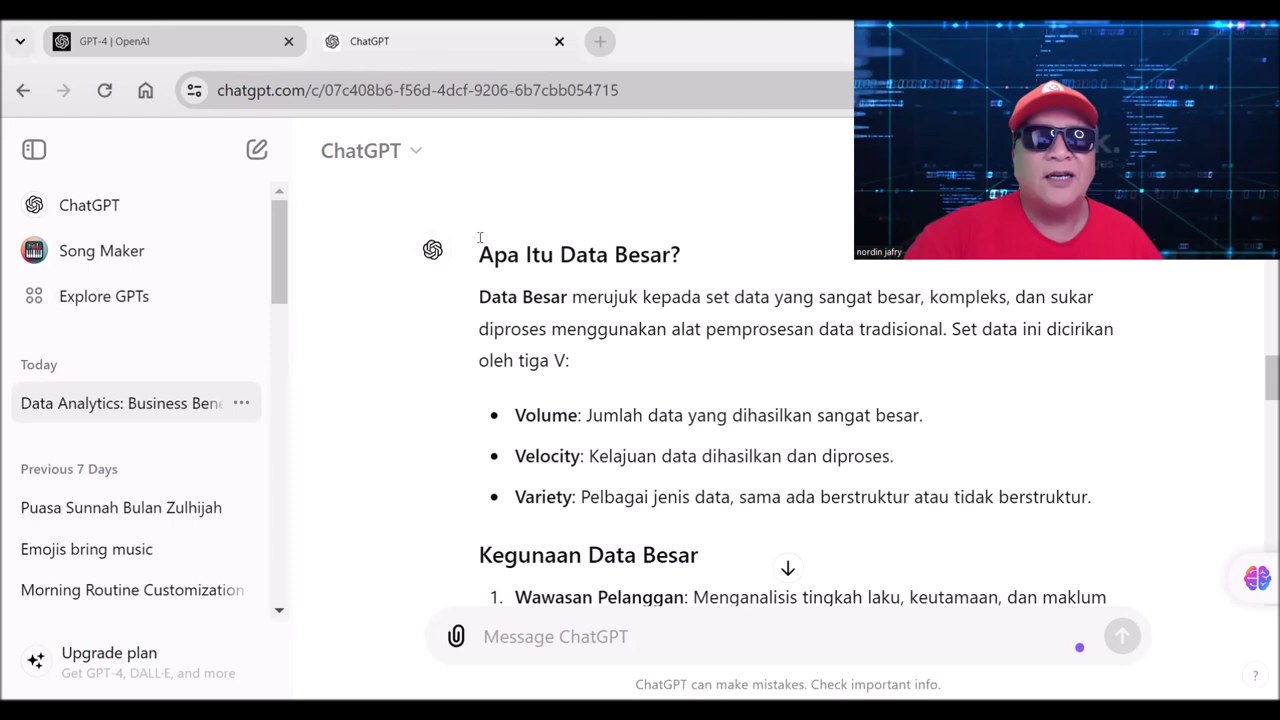 GPT-4 | OpenAI
ChatGPT
chatgpt.com/c/07c408b6-f56d-4dcf-9206-6b7cbb054715
nordin jafry
ChatGPT
ChatGPT
Song Maker
Explore GPTs
Today
Data Analytics: Business Bene
Previous 7 Days
Puasa Sunnah Bulan Zulhijah
Emojis bring music
Morning Routine Customization
Upgrade plan
Get GPT-4, DALL·E, and more
Apa Itu Data Besar?
Data Besar merujuk kepada set data yang sangat besar, kompleks, dan sukar
diproses menggunakan alat pemprosesan data tradisional. Set data ini dicirikan
oleh tiga V:
• Volume: Jumlah data yang dihasilkan sangat besar.
• Velocity: Kelajuan data dihasilkan dan diproses.
• Variety: Pelbagai jenis data, sama ada berstruktur atau tidak berstruktur.
Kegunaan Data Besar
1. Wawasan Pelanggan: Menganalisis tingkah laku, keutamaan, dan maklum
Message ChatGPT
ChatGPT can make mistakes. Check important info.
?